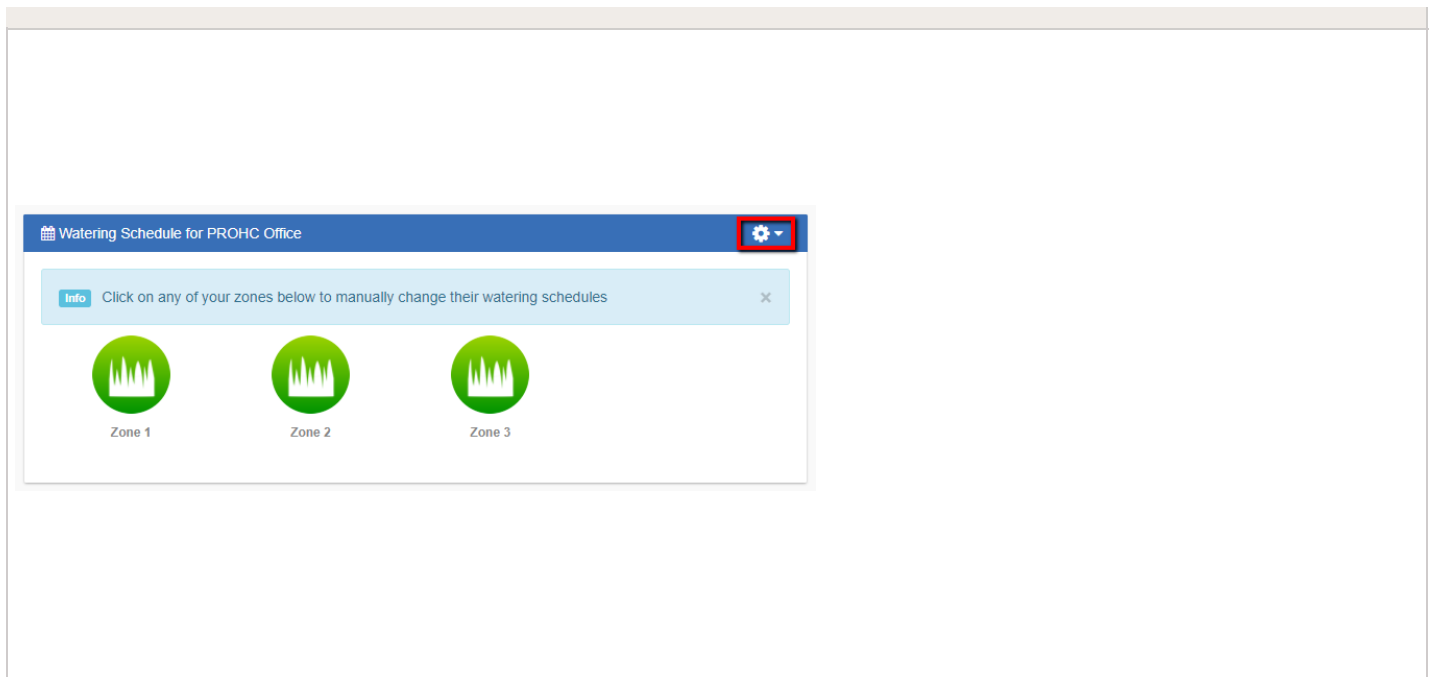 Watering Schedule for PROHC Office
Info Click on any of your zones below to manually change their watering schedules ×
Zone 1 Zone 2 Zone 3